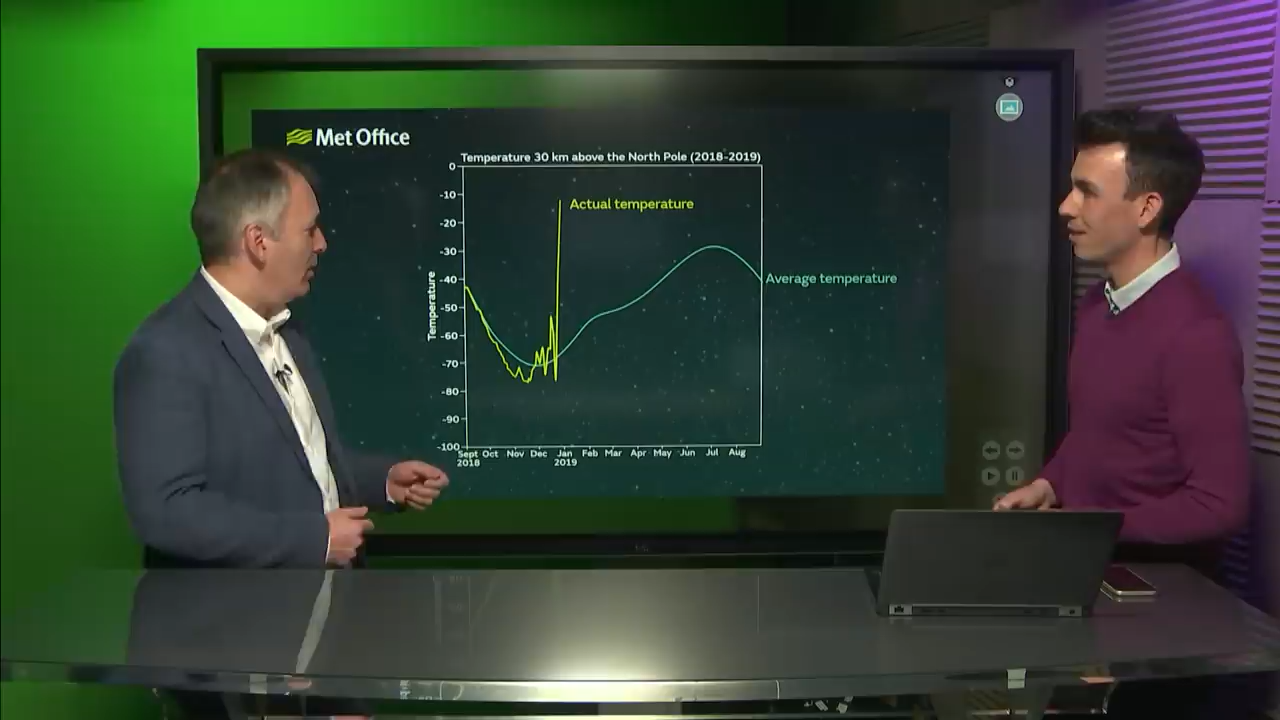 Met Office
Temperature 30 km above the North Pole (2018-2019)
0
-10
-20
-30
-40
-50
-60
-70
-80
-90
-100
Temperature
Actual temperature
Average temperature
Sept Oct Nov Dec Jan Feb Mar Apr May Jun Jul Aug
2018 2019